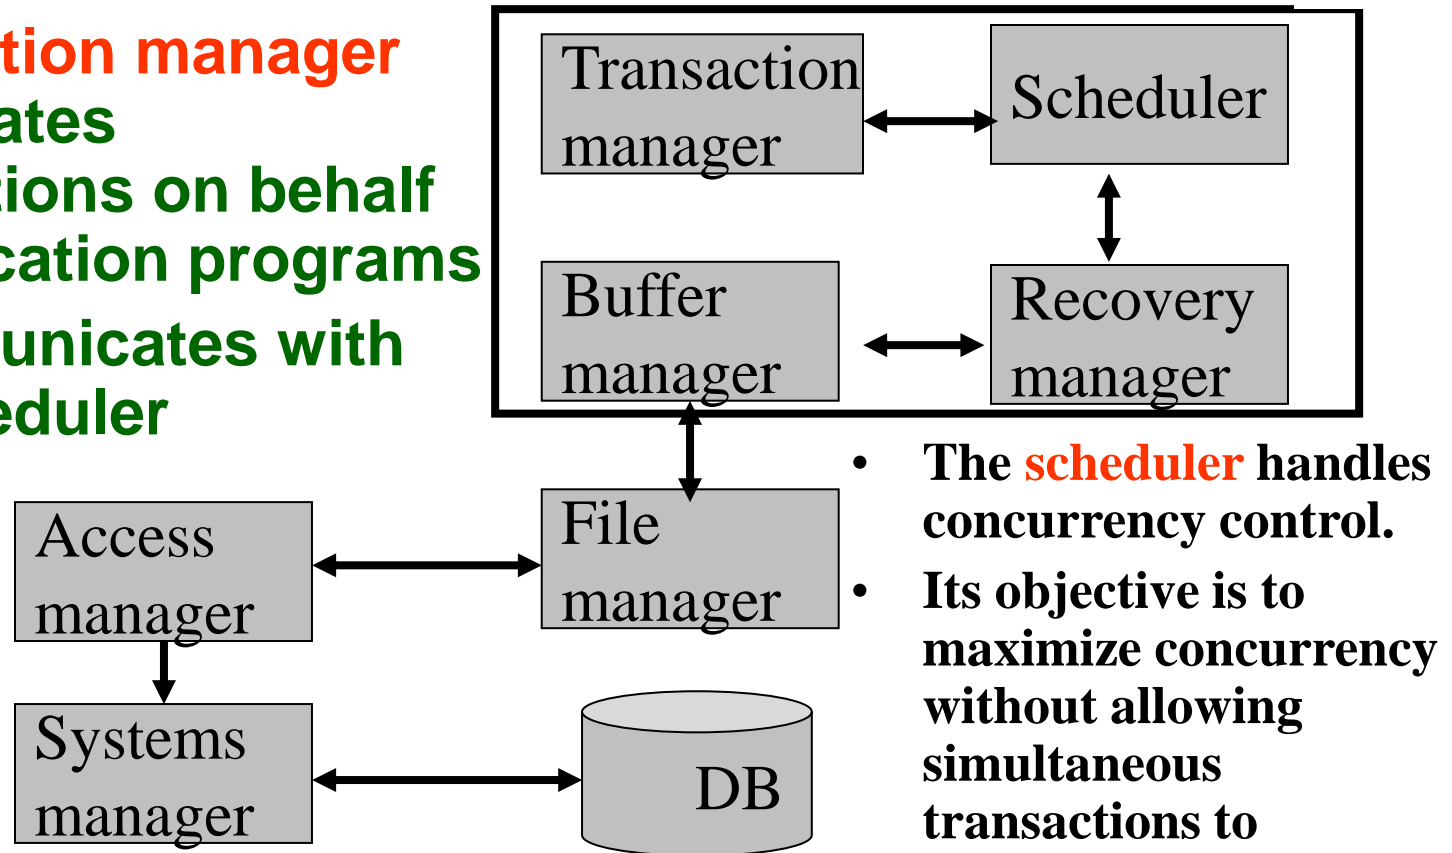 tion manager
ates
tions on behalf
cation programs
unicates with
eduler
Transaction
manager
Scheduler
Buffer
manager
Recovery
manager
Access
manager
File
manager
Systems
manager
DB
• The scheduler handles
concurrency control.
• Its objective is to
maximize concurrency
without allowing
simultaneous
transactions to